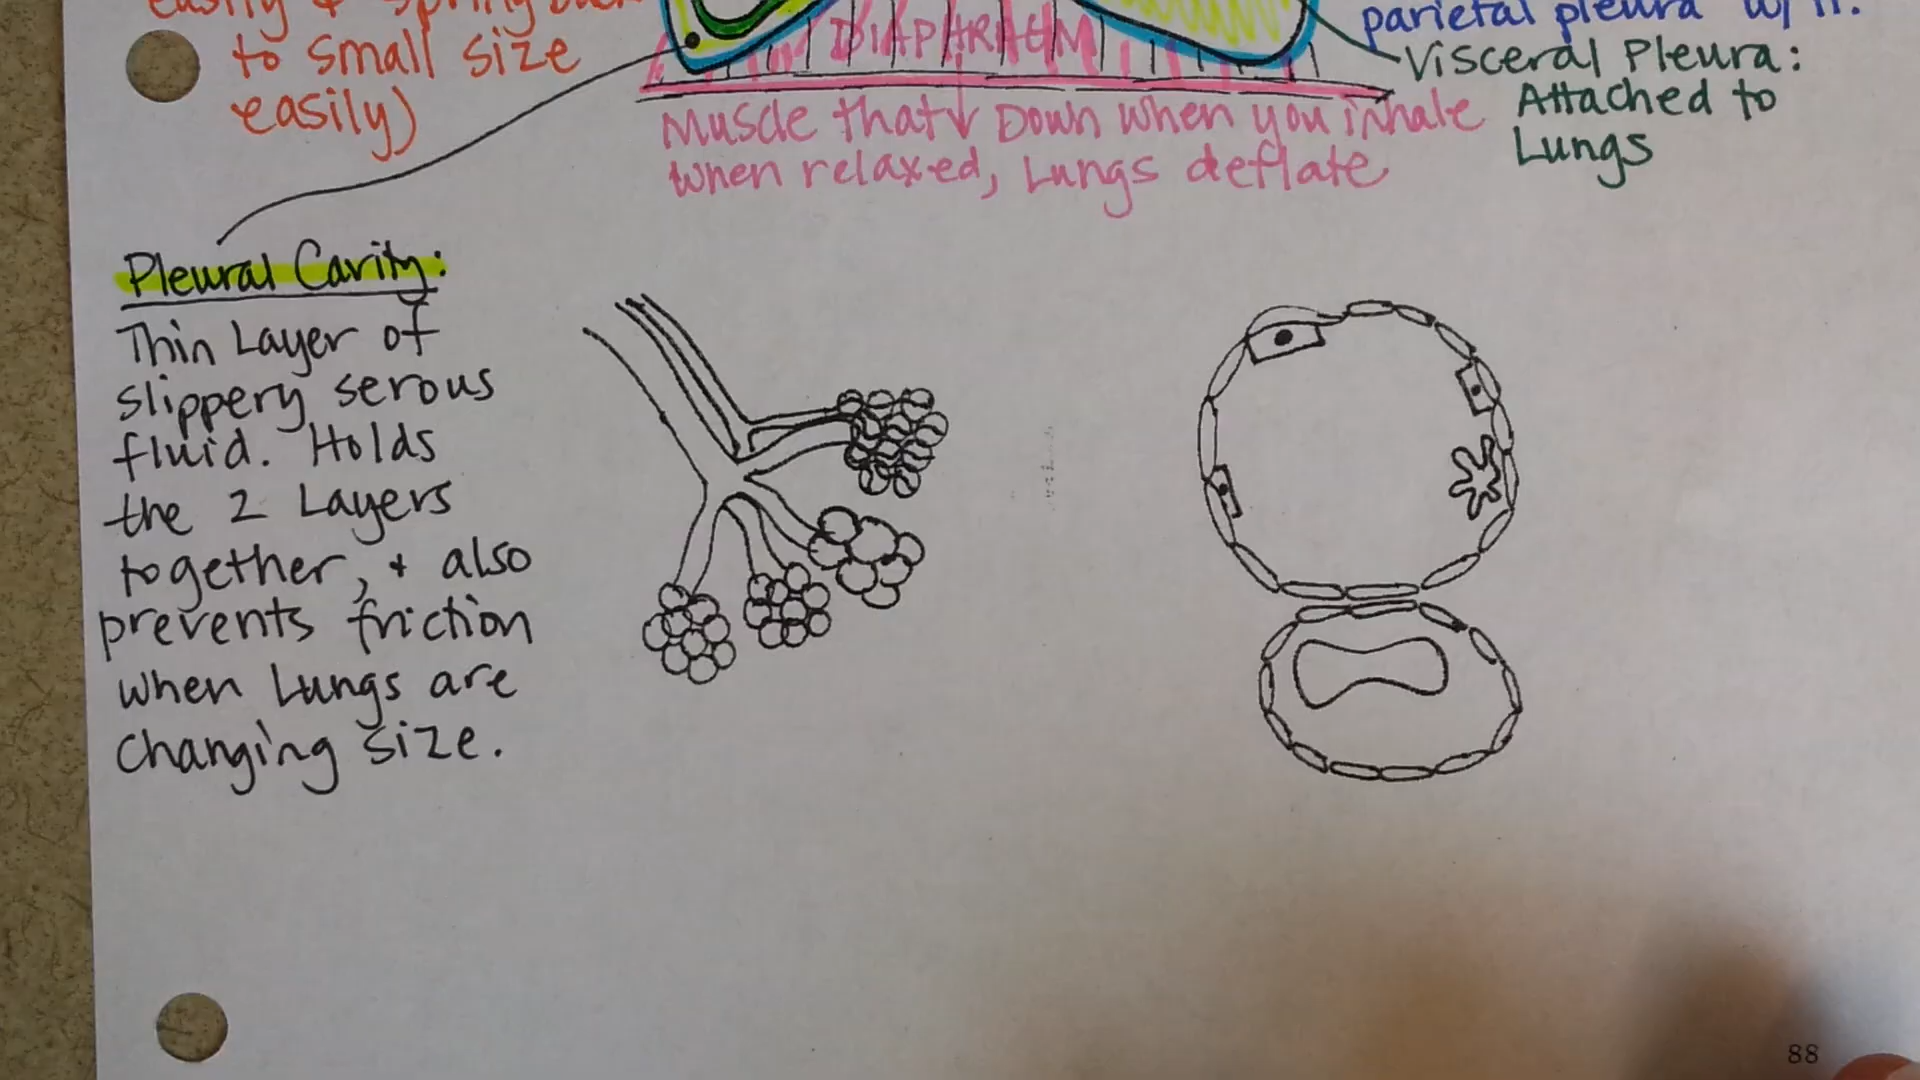 to small size
easily)
DIAPHRAGM
Muscle that ↓ Down when you inhale
when relaxed, Lungs deflate
parietal pleura w/ it.
Visceral Pleura:
Attached to
Lungs
Pleural Cavity:
Thin Layer of
slippery serous
fluid. Holds
the 2 Layers
together, + also
prevents friction
when Lungs are
changing size.
88